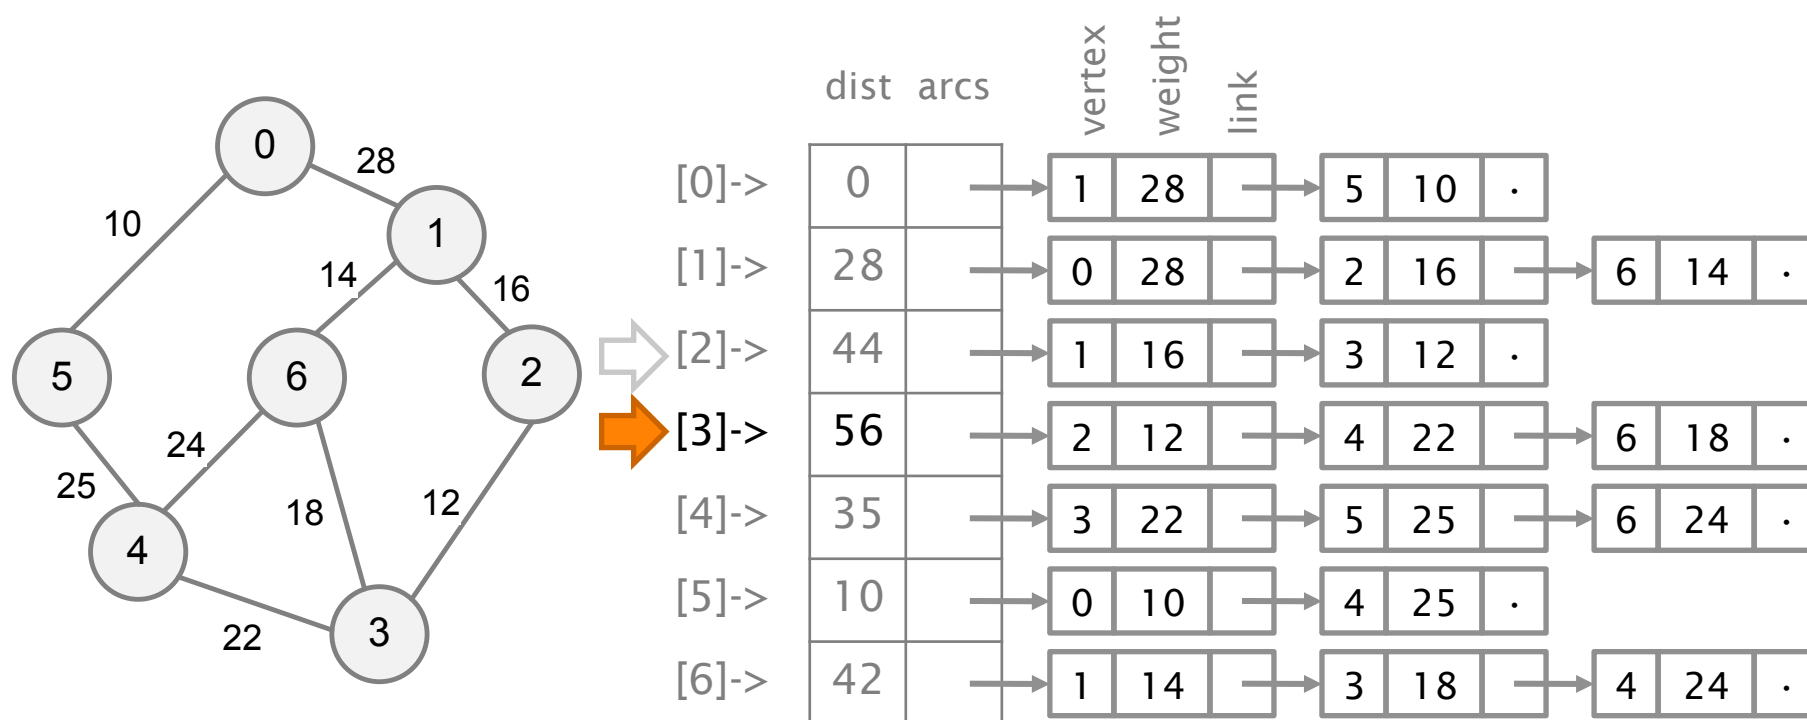 0
28
10
1
14
16
5
6
2
24
25
18
12
4
22
3
dist arcs vertex weight link
[0]-> 0 1 28 5 10 ·
[1]-> 28 0 28 2 16 6 14 ·
[2]-> 44 1 16 3 12 ·
[3]-> 56 2 12 4 22 6 18 ·
[4]-> 35 3 22 5 25 6 24 ·
[5]-> 10 0 10 4 25 ·
[6]-> 42 1 14 3 18 4 24 ·